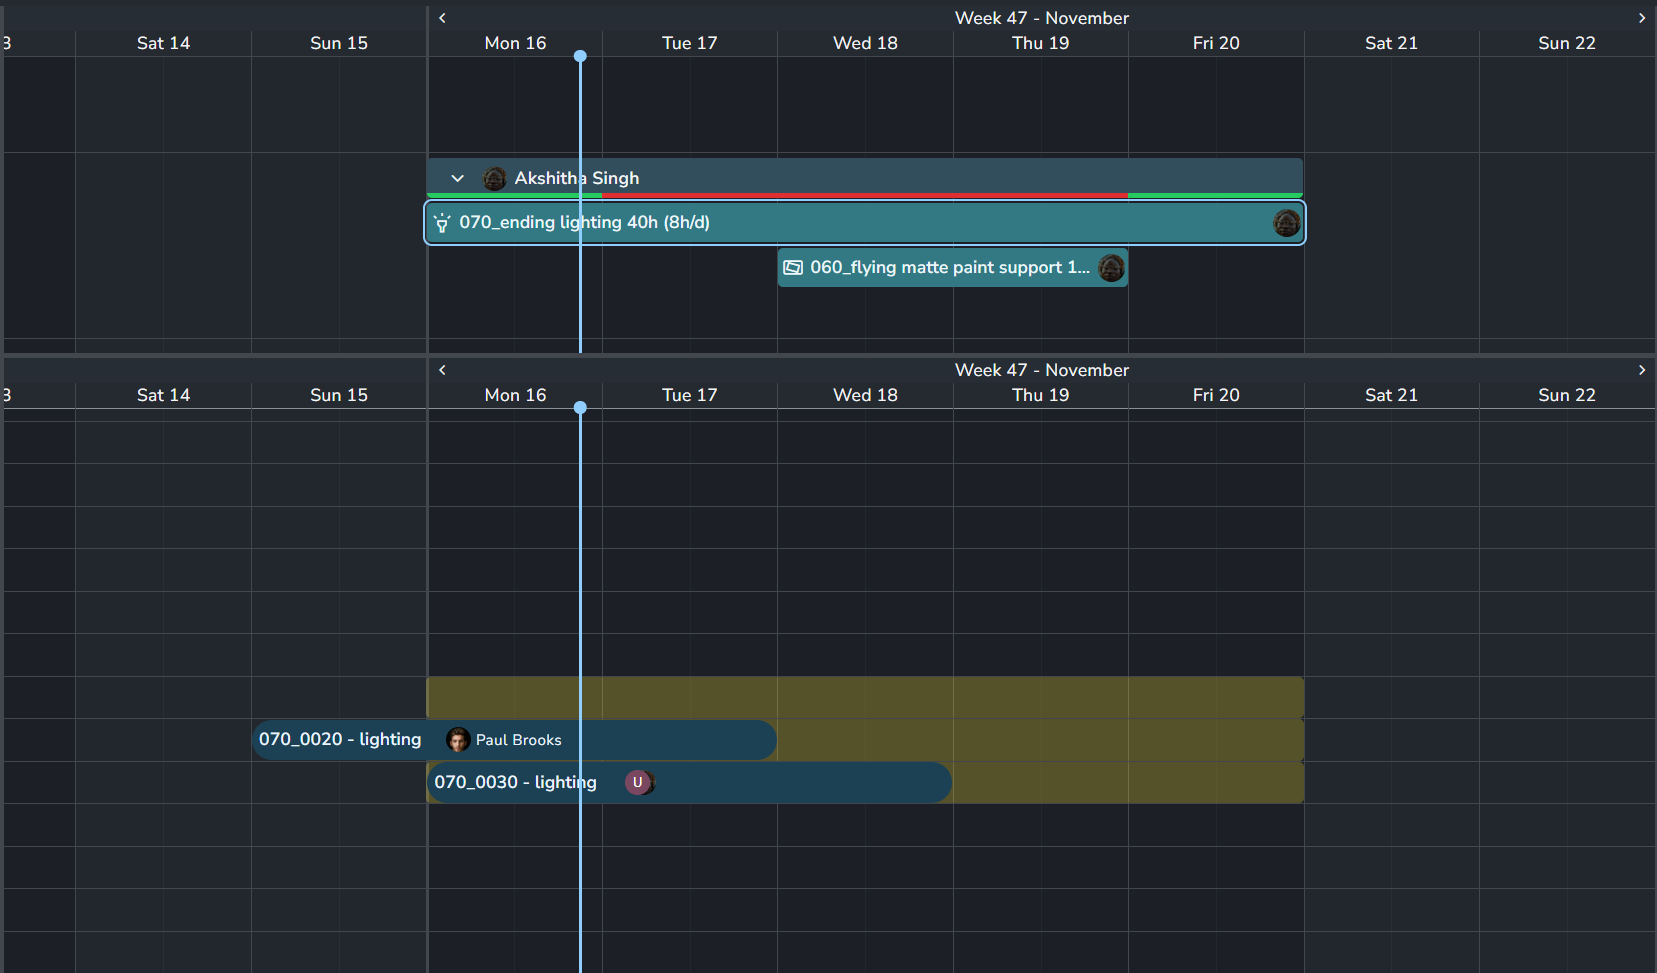 Week 47 - November
3 Sat 14 Sun 15 Mon 16 Tue 17 Wed 18 Thu 19 Fri 20 Sat 21 Sun 22
Akshitha Singh
070_ending lighting 40h (8h/d)
060_flying matte paint support 1...
Week 47 - November
3 Sat 14 Sun 15 Mon 16 Tue 17 Wed 18 Thu 19 Fri 20 Sat 21 Sun 22
070_0020 - lighting Paul Brooks
070_0030 - lighting U